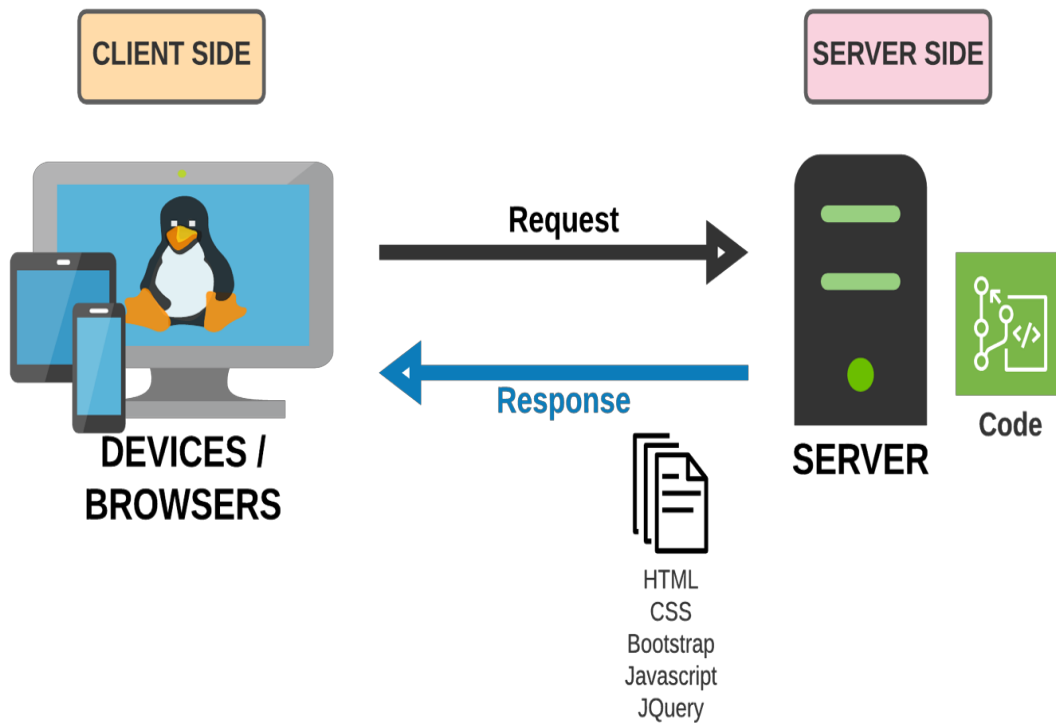 CLIENT SIDE
SERVER SIDE
Request
Response
DEVICES /
BROWSERS
SERVER
</>
Code
HTML
CSS
Bootstrap
Javascript
JQuery